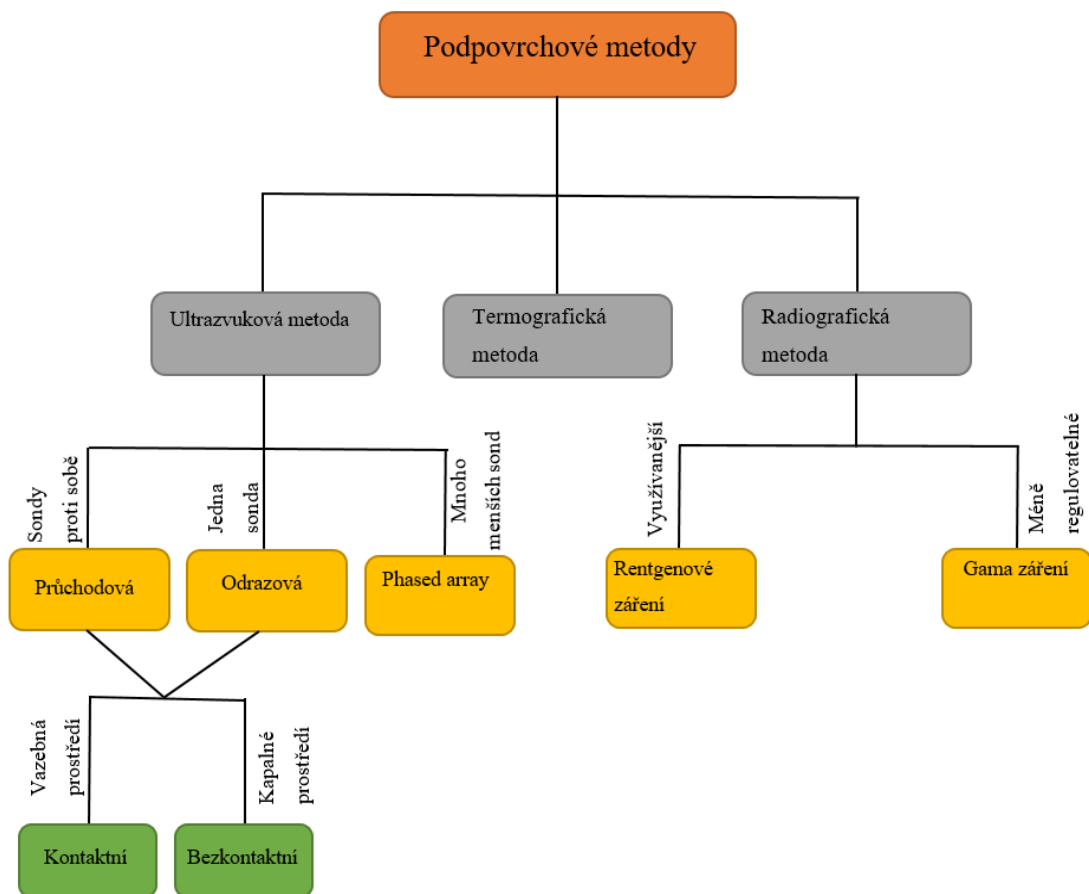 Podpovrchové metody
Ultrazvuková metoda
Termografická
metoda
Radiografická
metoda
Sondy
proti sobě
Jedna
sonda
Mnoho
menších sond
Využívanější
Méně
regulovatelné
Průchodová
Odrazová
Phased array
Rentgenové
záření
Gama záření
Vazebná
prostředí
Kapalné
prostředí
Kontaktní
Bezkontaktní